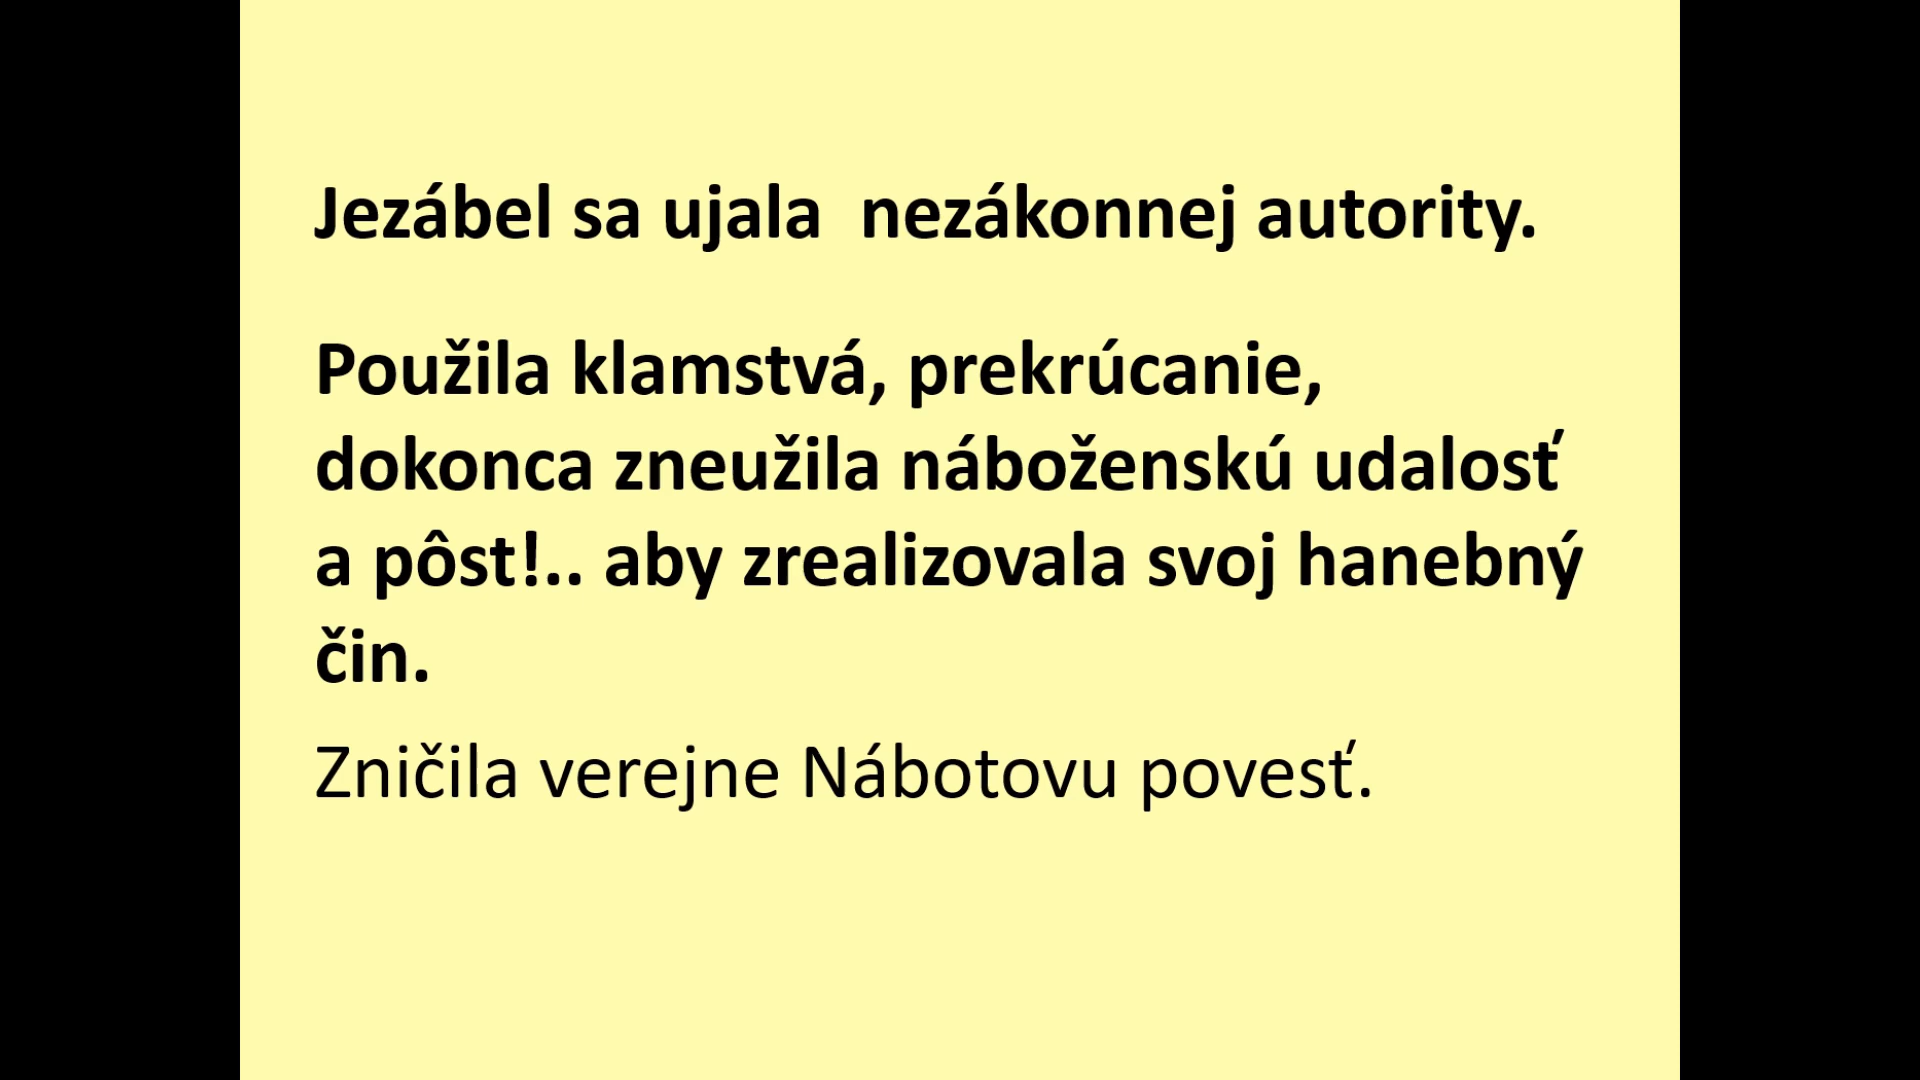 Jezábel sa ujala  nezákonnej autority.
Použila klamstvá, prekrúcanie,
dokonca zneužila náboženskú udalosť
a pôst!.. aby zrealizovala svoj hanebný
čin.
Zničila verejne Nábotovu povesť.